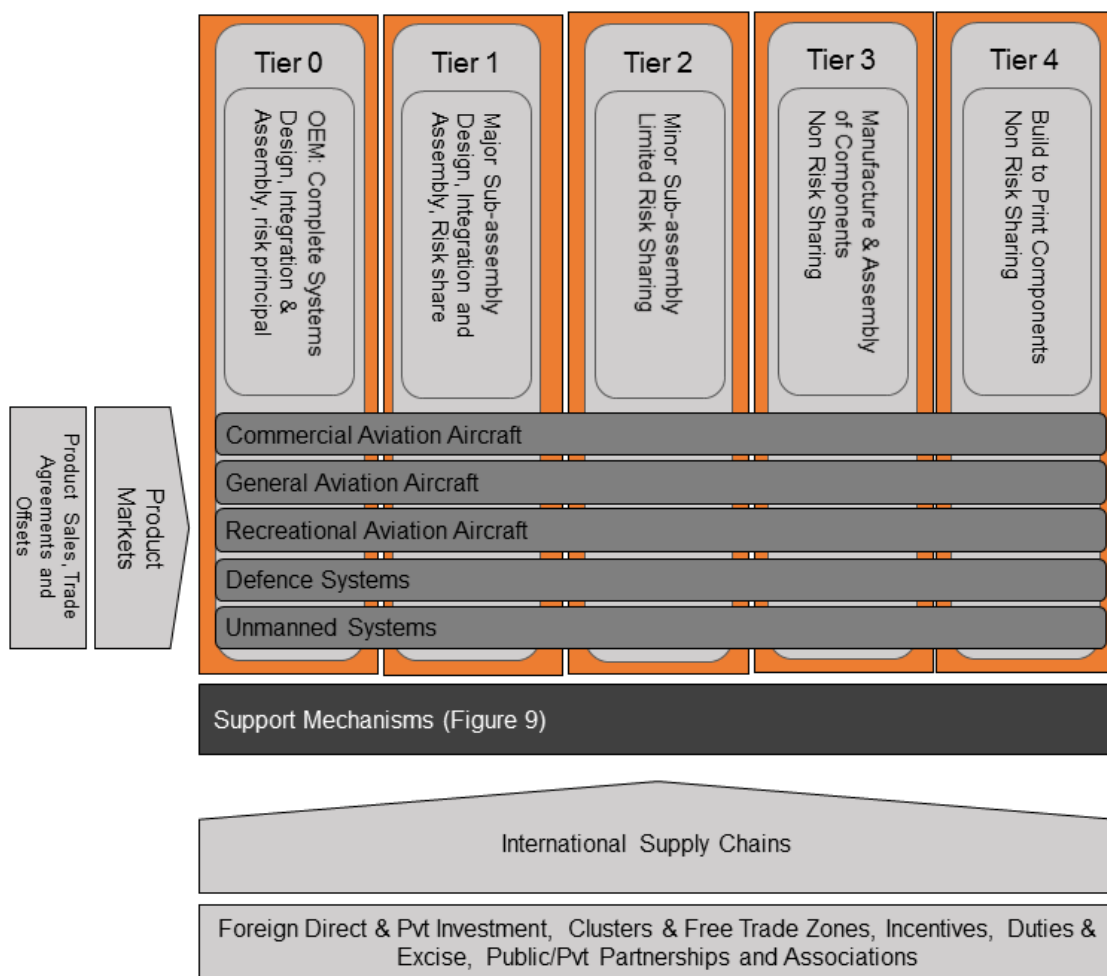 Tier 0
Tier 1
Tier 2
Tier 3
Tier 4
OEM: Complete Systems
Design, Integration &
Assembly, risk principal
Major Sub-assembly
Design, Integration and
Assembly, Risk share
Minor Sub-assembly
Limited Risk Sharing
Manufacture & Assembly
of Components
Non Risk Sharing
Build to Print Components
Non Risk Sharing
Product Sales, Trade
Agreements and
Offsets
Product
Markets
Commercial Aviation Aircraft
General Aviation Aircraft
Recreational Aviation Aircraft
Defence Systems
Unmanned Systems
Support Mechanisms (Figure 9)
International Supply Chains
Foreign Direct & Pvt Investment, Clusters & Free Trade Zones, Incentives, Duties &
Excise, Public/Pvt Partnerships and Associations